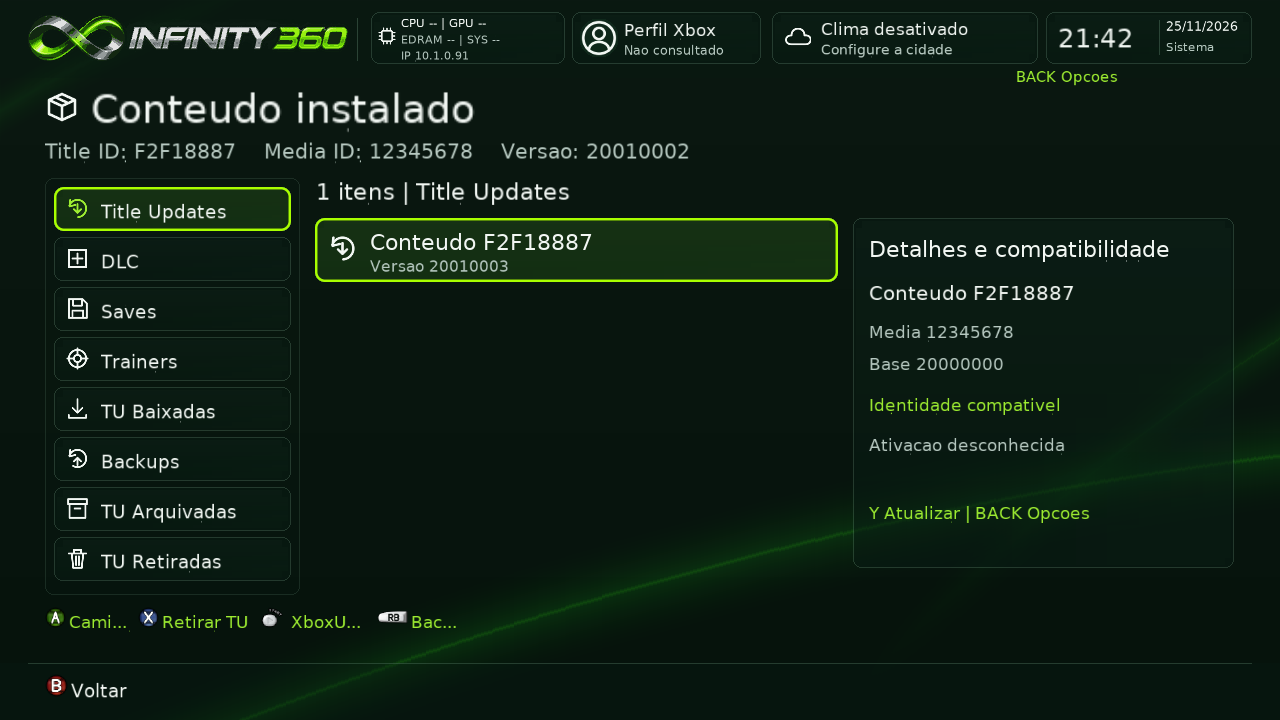 INFINITY 360
CPU -- | GPU --
EDRAM -- | SYS --
IP 10.1.0.91
Perfil Xbox
Nao consultado
Clima desativado
Configure a cidade
21:42
25/11/2026
Sistema
BACK Opcoes
Conteudo instalado
Title ID: F2F18887 Media ID: 12345678 Versao: 20010002
Title Updates
DLC
Saves
Trainers
TU Baixadas
Backups
TU Arquivadas
TU Retiradas
1 itens | Title Updates
Conteudo F2F18887
Versao 20010003
Detalhes e compatibilidade
Conteudo F2F18887
Media 12345678
Base 20000000
Identidade compativel
Ativacao desconhecida
Y Atualizar | BACK Opcoes
A Cami... X Retirar TU START XboxU... RB Bac...
B Voltar